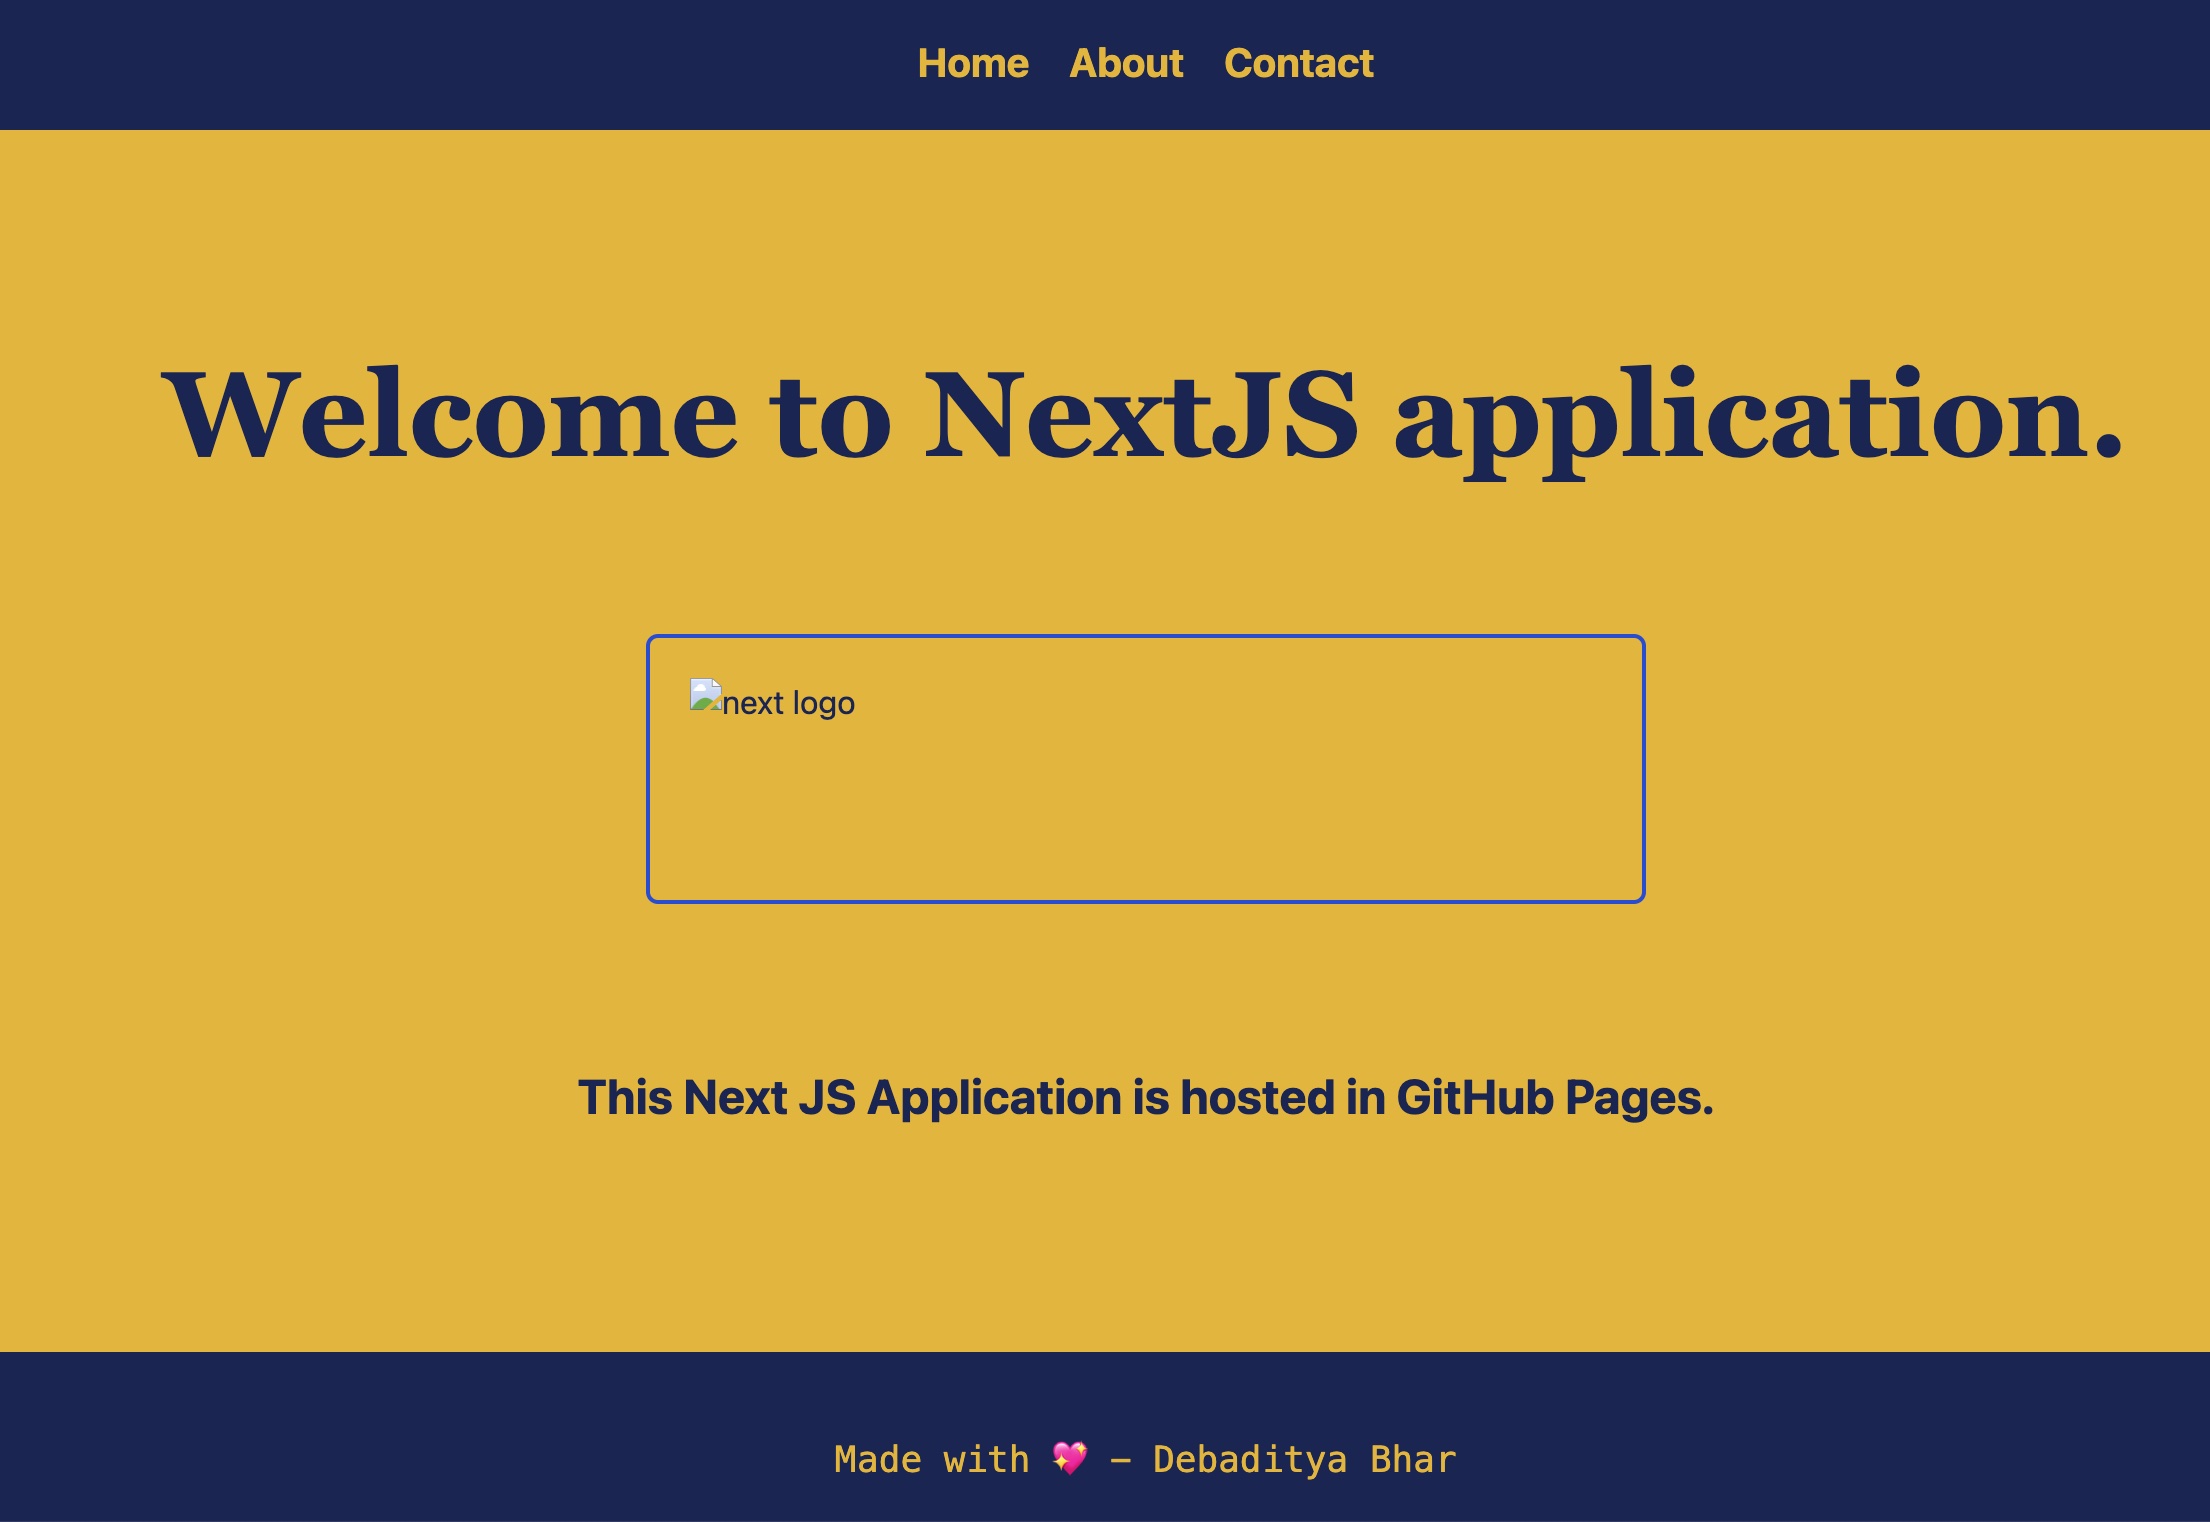 Home About Contact
Welcome to NextJS application.
next logo
This Next JS Application is hosted in GitHub Pages.
Made with 💖 — Debaditya Bhar